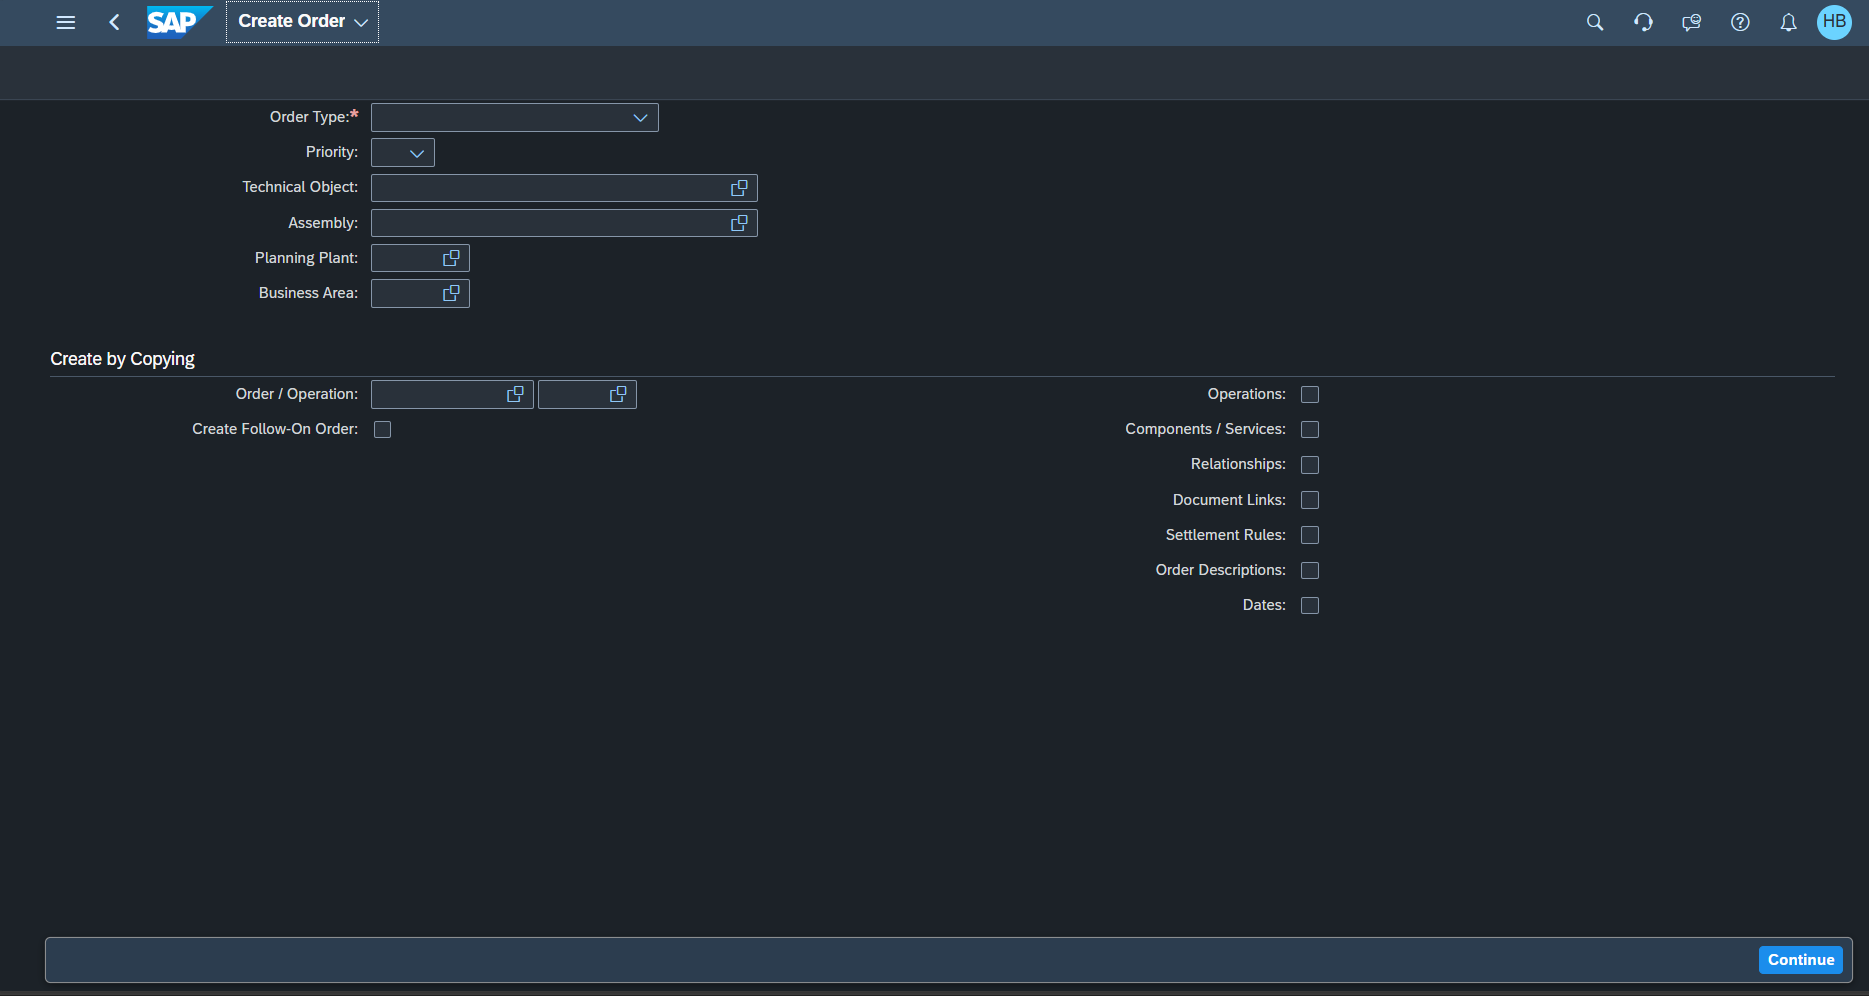 SAP Create Order HB
Order Type:*
Priority:
Technical Object:
Assembly:
Planning Plant:
Business Area:
Create by Copying
Order / Operation:
Create Follow-On Order:
Operations:
Components / Services:
Relationships:
Document Links:
Settlement Rules:
Order Descriptions:
Dates:
Continue